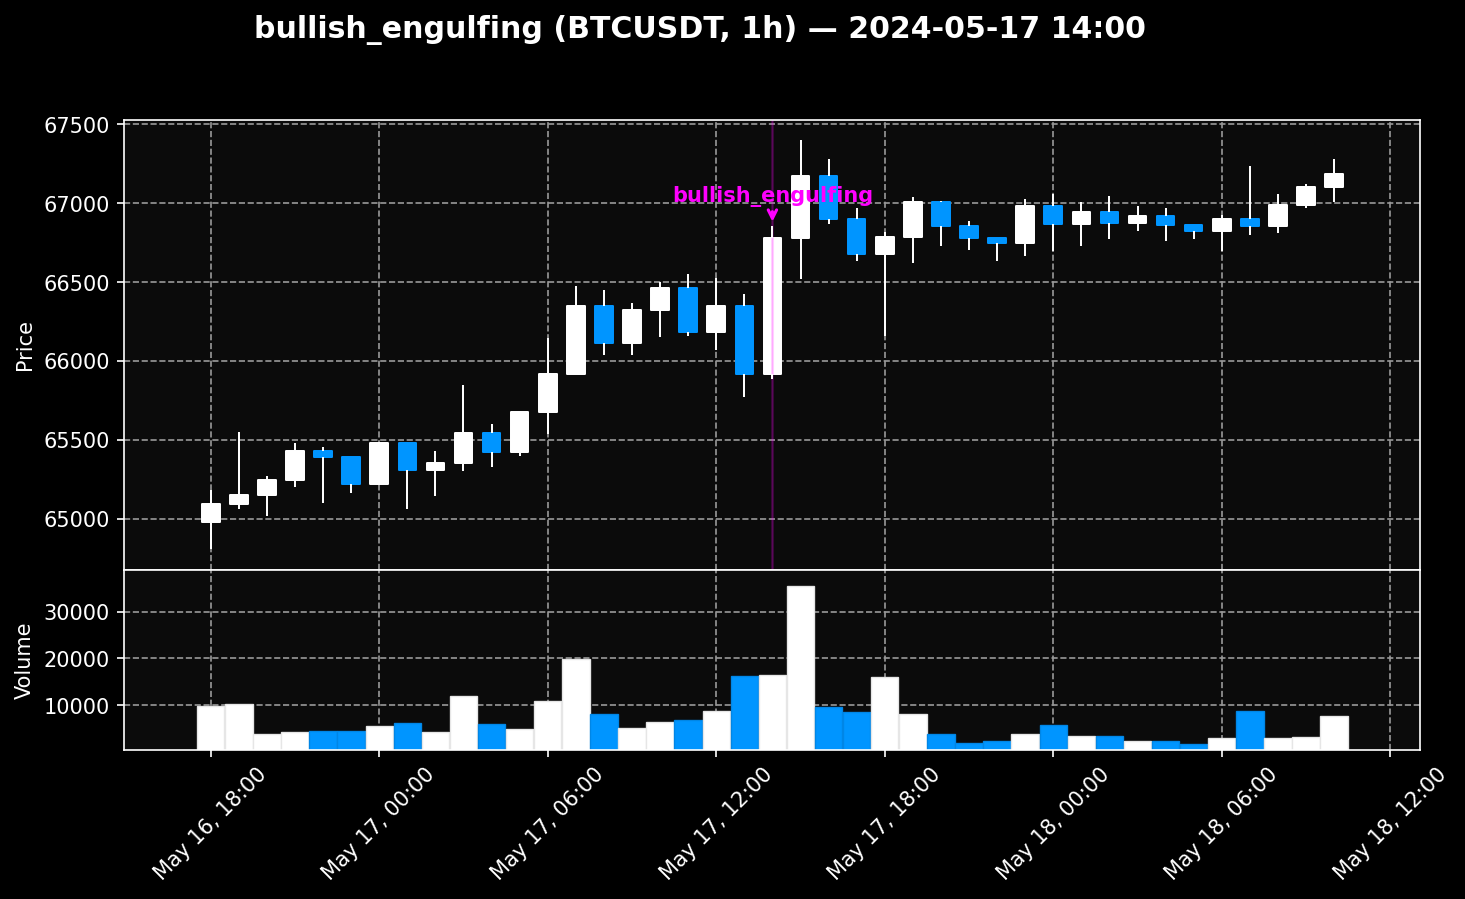 bullish_engulfing (BTCUSDT, 1h) — 2024-05-17 14:00
67500
67000
66500
66000
65500
65000
Price
bullish_engulfing
30000
20000
10000
Volume
May 16, 18:00
May 17, 00:00
May 17, 06:00
May 17, 12:00
May 17, 18:00
May 18, 00:00
May 18, 06:00
May 18, 12:00